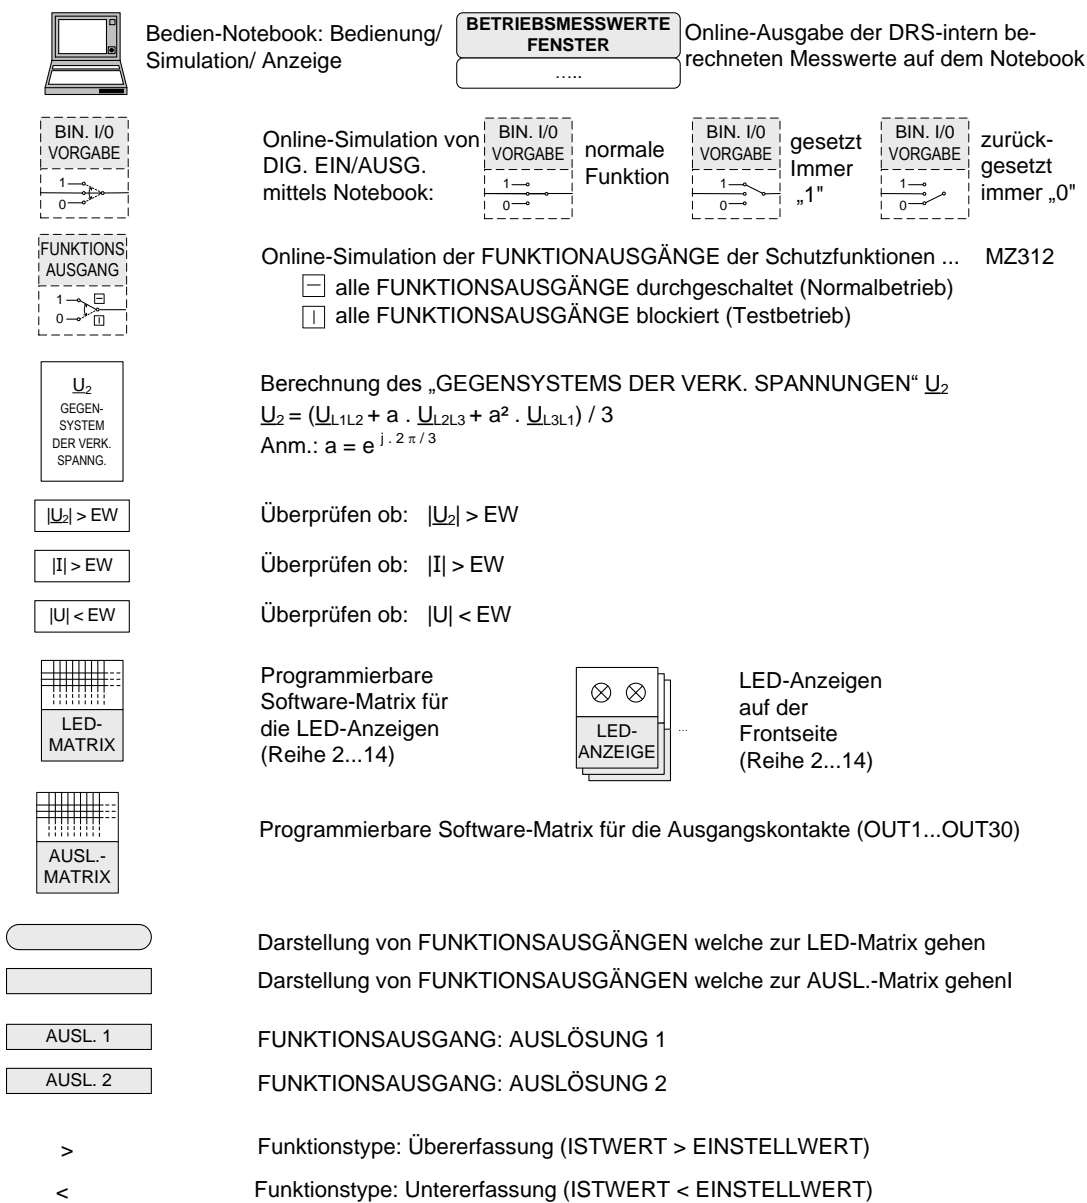 Bedien-Notebook: Bedienung/
Simulation/ Anzeige
BETRIEBSMESSWERTE
FENSTER
.....
Online-Ausgabe der DRS-intern be-
rechneten Messwerte auf dem Notebook
BIN. I/0
VORGABE
1
0
Online-Simulation von
DIG. EIN/AUSG.
mittels Notebook:
BIN. I/0
VORGABE
1
0
normale
Funktion
BIN. I/0
VORGABE
1
0
gesetzt
Immer
„1"
BIN. I/0
VORGABE
1
0
zurück-
gesetzt
immer „0"
FUNKTIONS
AUSGANG
1
0
Online-Simulation der FUNKTIONAUSGÄNGE der Schutzfunktionen ... MZ312
alle FUNKTIONSAUSGÄNGE durchgeschaltet (Normalbetrieb)
alle FUNKTIONSAUSGÄNGE blockiert (Testbetrieb)
U₂
GEGEN-
SYSTEM
DER VERK.
SPANNG.
Berechnung des „GEGENSYSTEMS DER VERK. SPANNUNGEN“ U₂
U₂ = (U_L1L2 + a . U_L2L3 + a² . U_L3L1) / 3
Anm.: a = e^(j . 2 π / 3)
|U₂| > EW
Überprüfen ob: |U₂| > EW
|I| > EW
Überprüfen ob: |I| > EW
|U| < EW
Überprüfen ob: |U| < EW
LED-
MATRIX
Programmierbare
Software-Matrix für
die LED-Anzeigen
(Reihe 2...14)
LED-
ANZEIGE
...
LED-Anzeigen
auf der
Frontseite
(Reihe 2...14)
AUSL.-
MATRIX
Programmierbare Software-Matrix für die Ausgangskontakte (OUT1...OUT30)
Darstellung von FUNKTIONSAUSGÄNGEN welche zur LED-Matrix gehen
Darstellung von FUNKTIONSAUSGÄNGEN welche zur AUSL.-Matrix gehenI
AUSL. 1
FUNKTIONSAUSGANG: AUSLÖSUNG 1
AUSL. 2
FUNKTIONSAUSGANG: AUSLÖSUNG 2
> Funktionstype: Übererfassung (ISTWERT > EINSTELLWERT)
< Funktionstype: Untererfassung (ISTWERT < EINSTELLWERT)